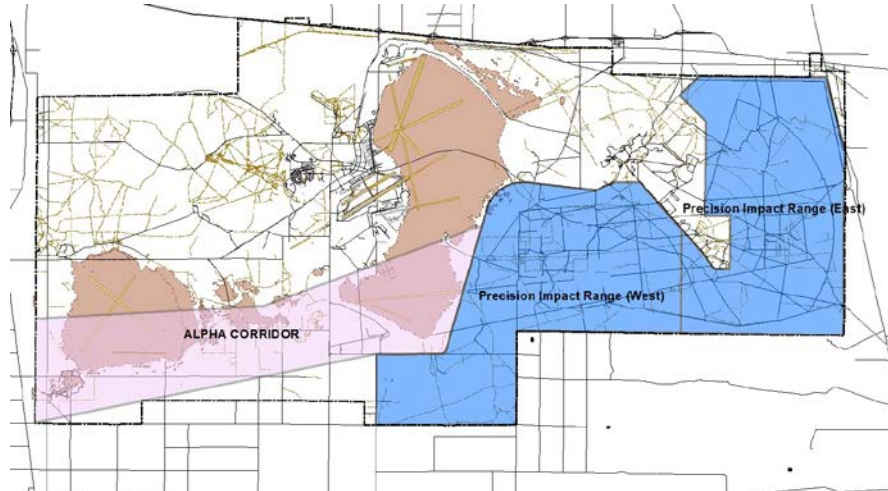 Precision Impact Range (East)
Precision Impact Range (West)
ALPHA CORRIDOR